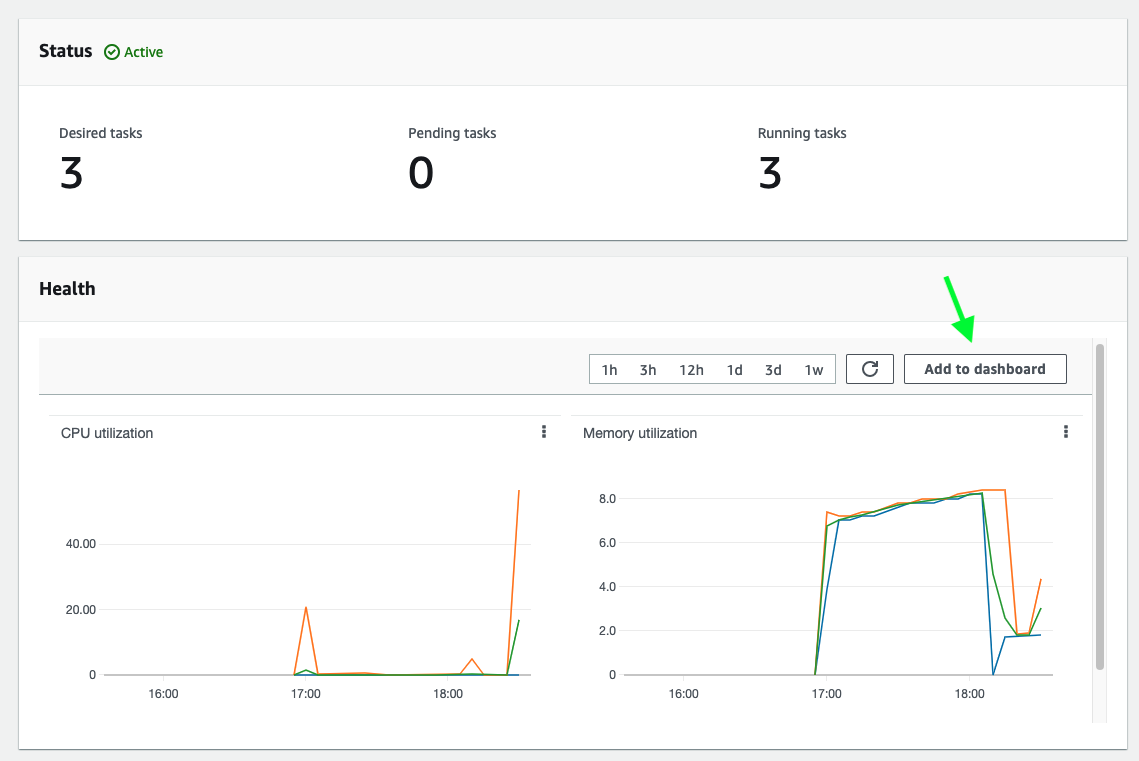 Status Active
Desired tasks Pending tasks Running tasks
3 0 3
Health
1h 3h 12h 1d 3d 1w Add to dashboard
CPU utilization
40.00
20.00
0
16:00 17:00 18:00
Memory utilization
8.0
6.0
4.0
2.0
0
16:00 17:00 18:00